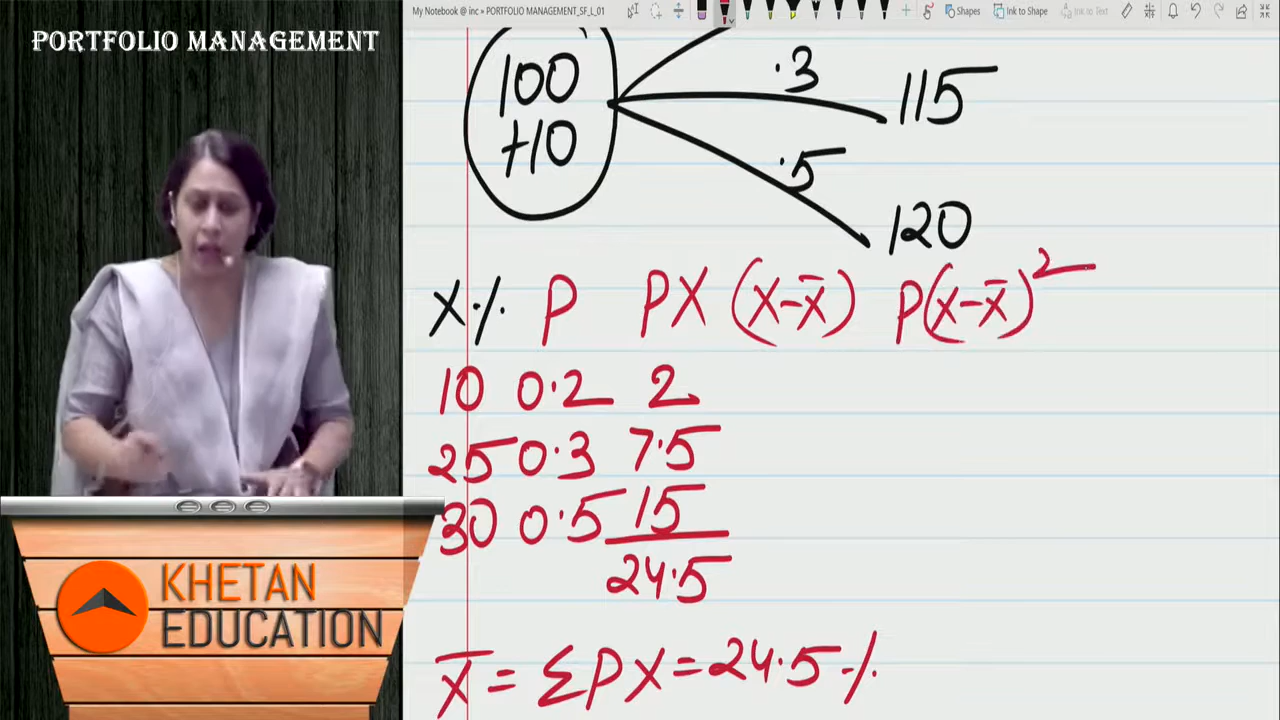 PORTFOLIO MANAGEMENT
My Notebook @ inc » PORTFOLIO MANAGEMENT_SF_L_01
Shapes Ink to Shape Ink to Text
100
+10
.3 115
.5
120
X% P PX (X-x̄) P(X-x̄)²
10 0.2 2
25 0.3 7.5
30 0.5 15
24.5
x̄ = ΣPX = 24.5%
KHETAN
EDUCATION